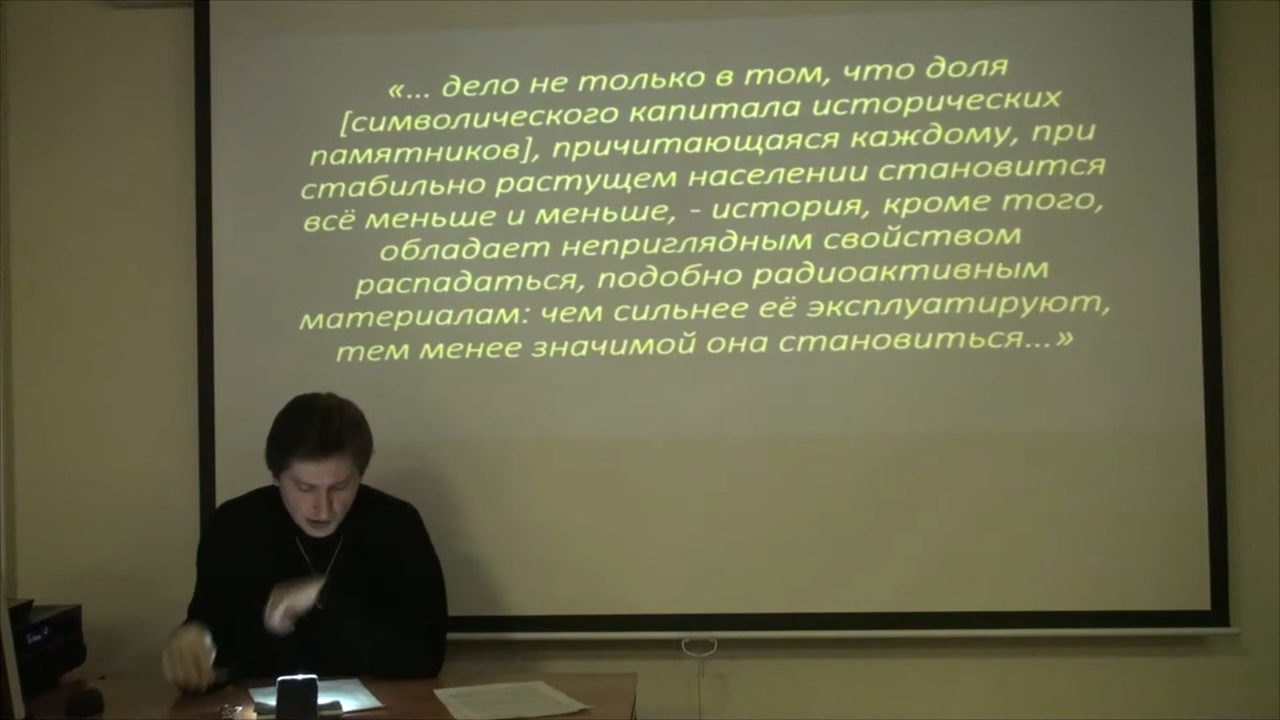 «... дело не только в том, что доля
[символического капитала исторических
памятников], причитающаяся каждому, при
стабильно растущем населении становится
всё меньше и меньше, - история, кроме того,
обладает неприглядным свойством
распадаться, подобно радиоактивным
материалам: чем сильнее её эксплуатируют,
тем менее значимой она становиться...»